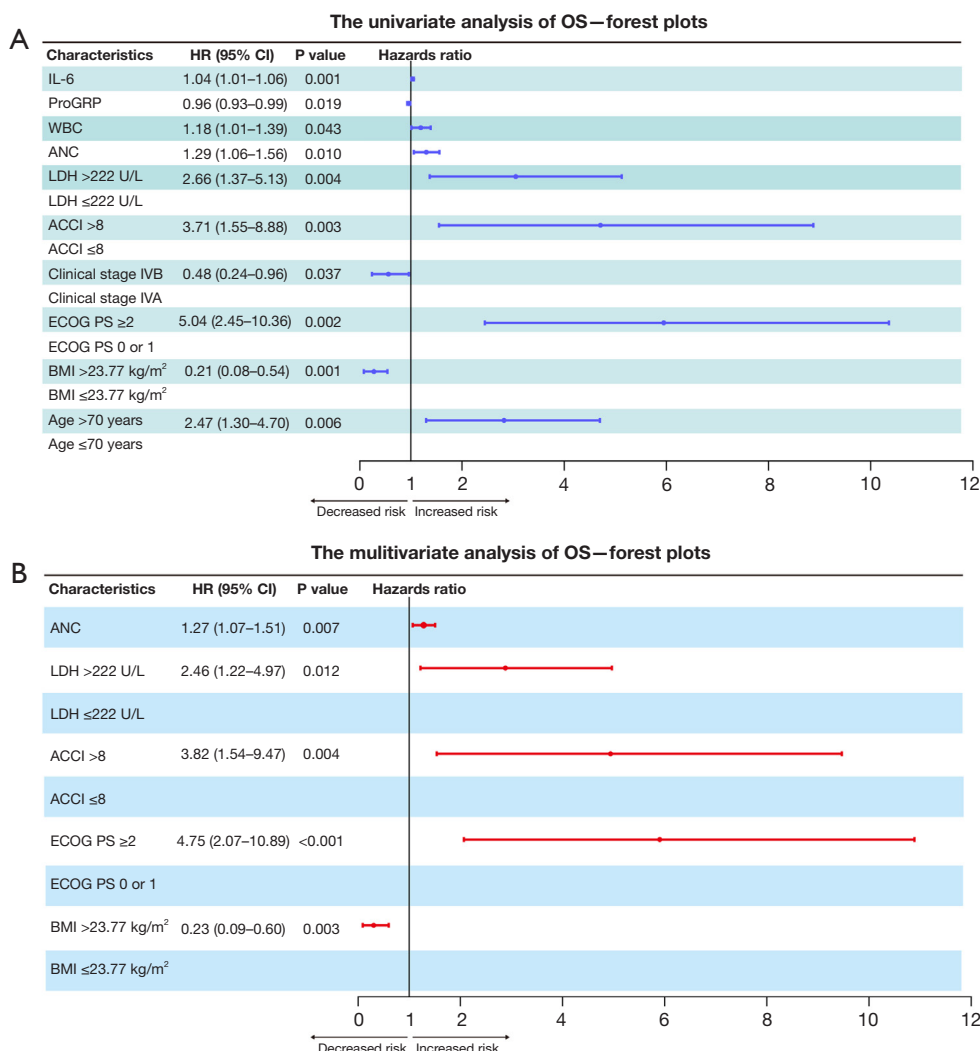 The univariate analysis of OS—forest plots
A
Characteristics HR (95% CI) P value Hazards ratio
IL-6 1.04 (1.01–1.06) 0.001
ProGRP 0.96 (0.93–0.99) 0.019
WBC 1.18 (1.01–1.39) 0.043
ANC 1.29 (1.06–1.56) 0.010
LDH >222 U/L 2.66 (1.37–5.13) 0.004
LDH ≤222 U/L
ACCI >8 3.71 (1.55–8.88) 0.003
ACCI ≤8
Clinical stage IVB 0.48 (0.24–0.96) 0.037
Clinical stage IVA
ECOG PS ≥2 5.04 (2.45–10.36) 0.002
ECOG PS 0 or 1
BMI >23.77 kg/m² 0.21 (0.08–0.54) 0.001
BMI ≤23.77 kg/m²
Age >70 years 2.47 (1.30–4.70) 0.006
Age ≤70 years
0 1 2 4 6 8 10 12
Decreased risk Increased risk
The mulitivariate analysis of OS—forest plots
B
Characteristics HR (95% CI) P value Hazards ratio
ANC 1.27 (1.07–1.51) 0.007
LDH >222 U/L 2.46 (1.22–4.97) 0.012
LDH ≤222 U/L
ACCI >8 3.82 (1.54–9.47) 0.004
ACCI ≤8
ECOG PS ≥2 4.75 (2.07–10.89) <0.001
ECOG PS 0 or 1
BMI >23.77 kg/m² 0.23 (0.09–0.60) 0.003
BMI ≤23.77 kg/m²
0 1 2 4 6 8 10 12
Decreased risk Increased risk